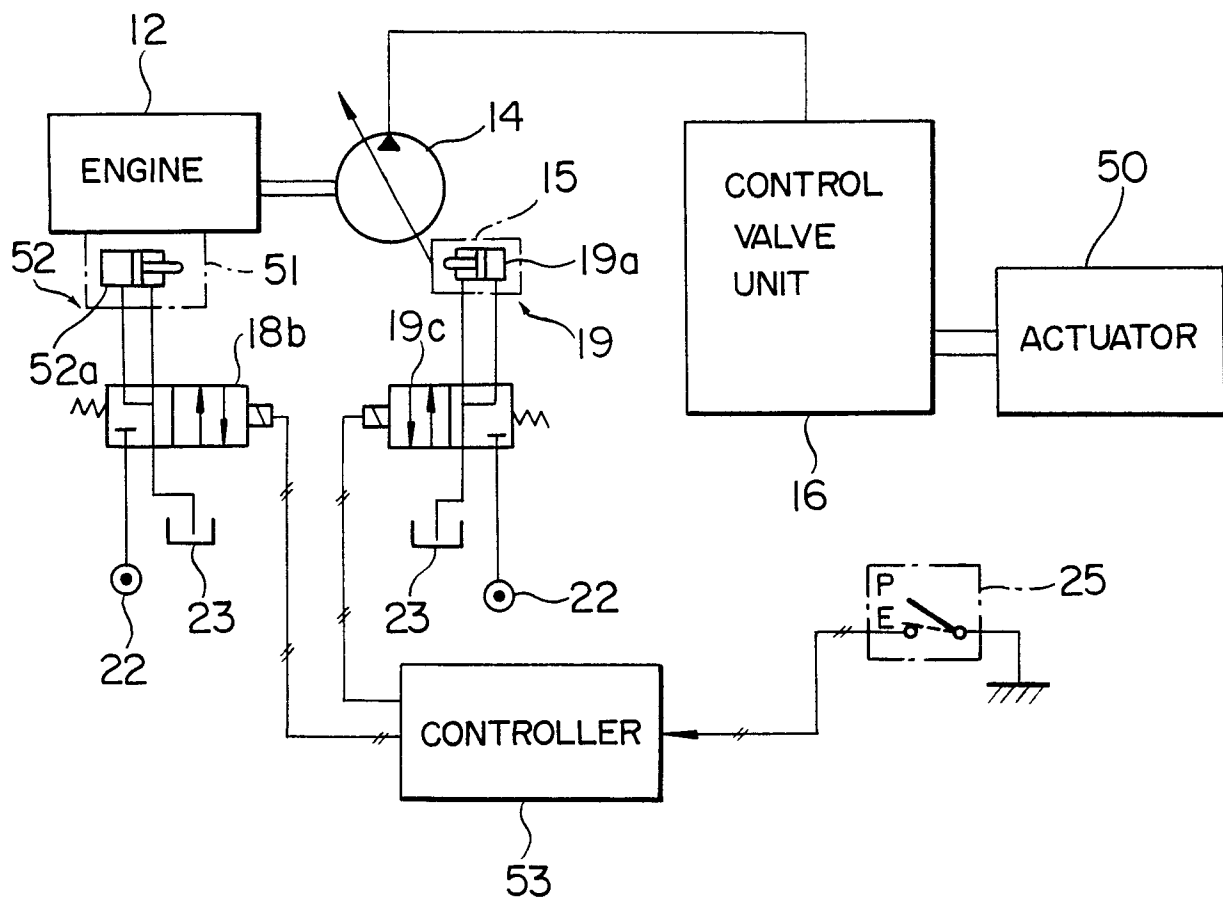 12
14
ENGINE
CONTROL
VALVE
UNIT
50
15
52
51
19a
19
ACTUATOR
52a
18b
19c
16
23
22
23
22
P
E
25
CONTROLLER
53